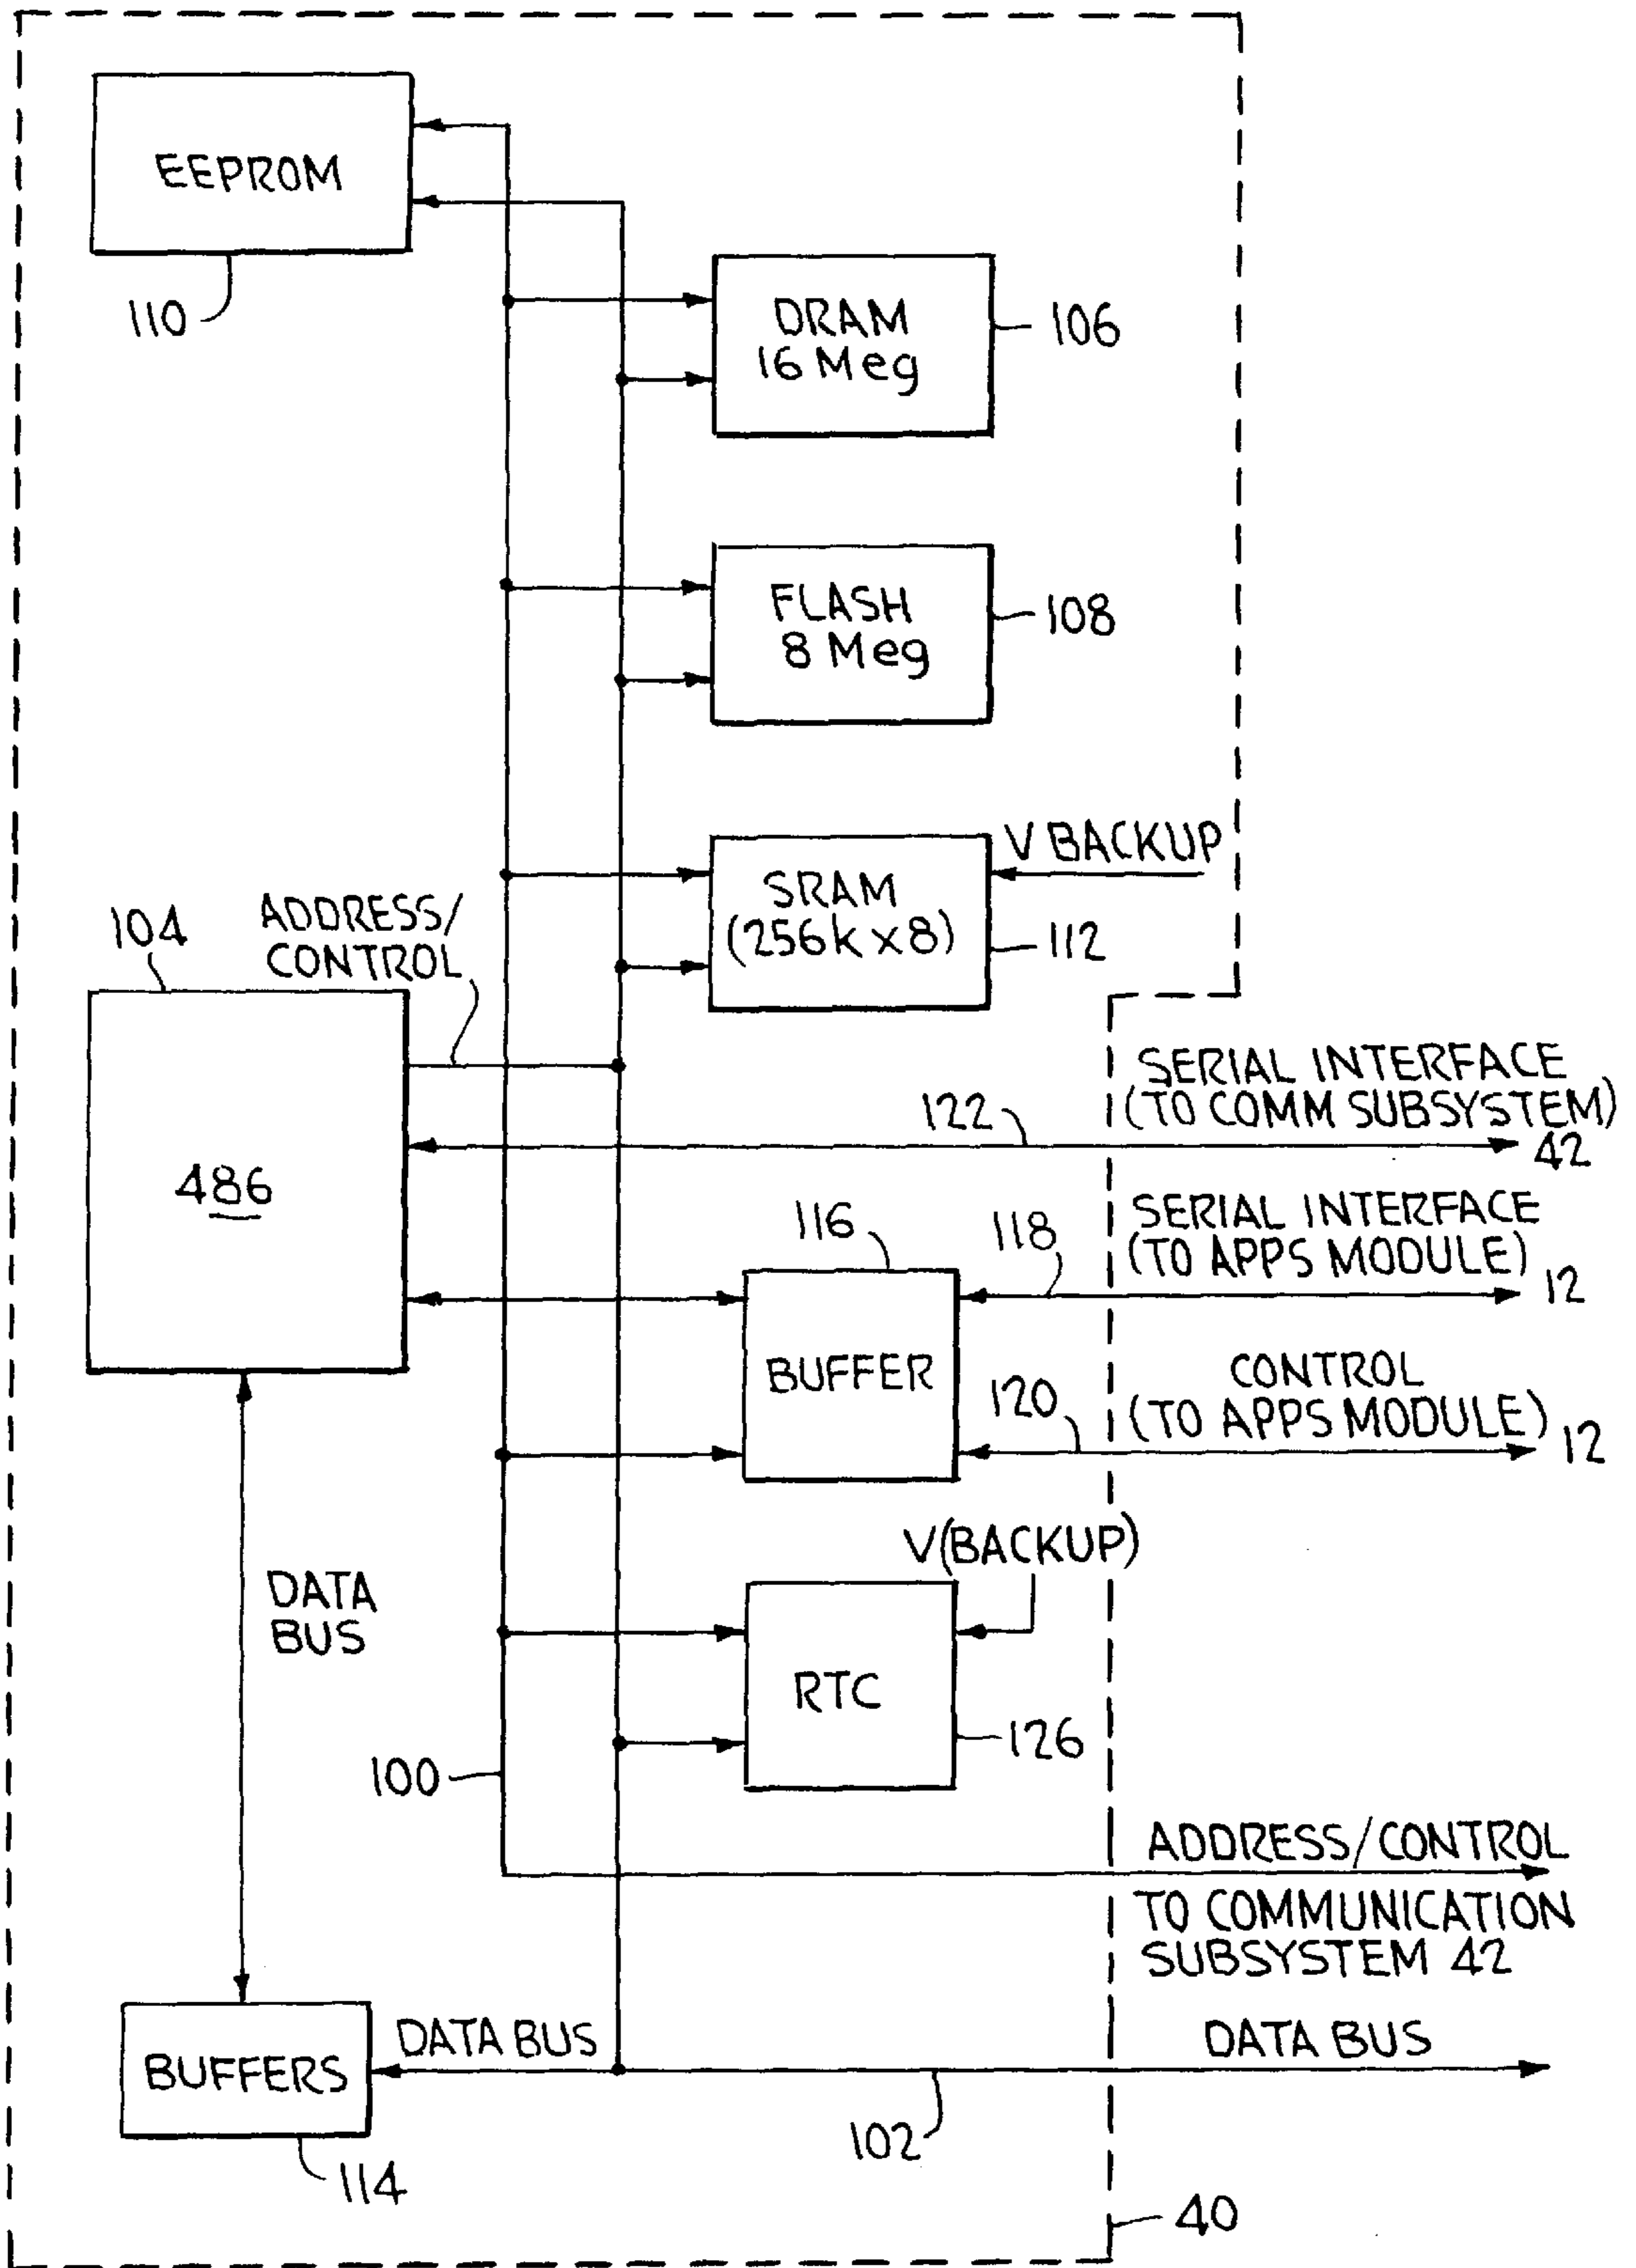 EEPROM
110
DRAM
16 Meg
106
FLASH
8 Meg
108
V BACKUP
SRAM
(256k x 8)
112
104
ADDRESS/
CONTROL
486
SERIAL INTERFACE
(TO COMM SUBSYSTEM)
122
42
116
118
SERIAL INTERFACE
(TO APPS MODULE)
12
BUFFER
120
CONTROL
(TO APPS MODULE)
12
V(BACKUP)
DATA
BUS
RTC
126
100
ADDRESS/CONTROL
TO COMMUNICATION
SUBSYSTEM 42
BUFFERS
DATA BUS
DATA BUS
102
114
40